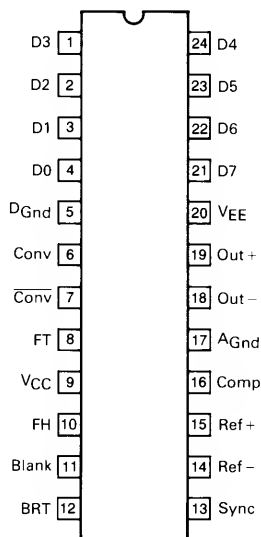 D3 1 24 D4
D2 2 23 D5
D1 3 22 D6
D0 4 21 D7
DGnd 5 20 VEE
Conv 6 19 Out+
Conv 7 18 Out−
FT 8 17 AGnd
VCC 9 16 Comp
FH 10 15 Ref+
Blank 11 14 Ref−
BRT 12 13 Sync